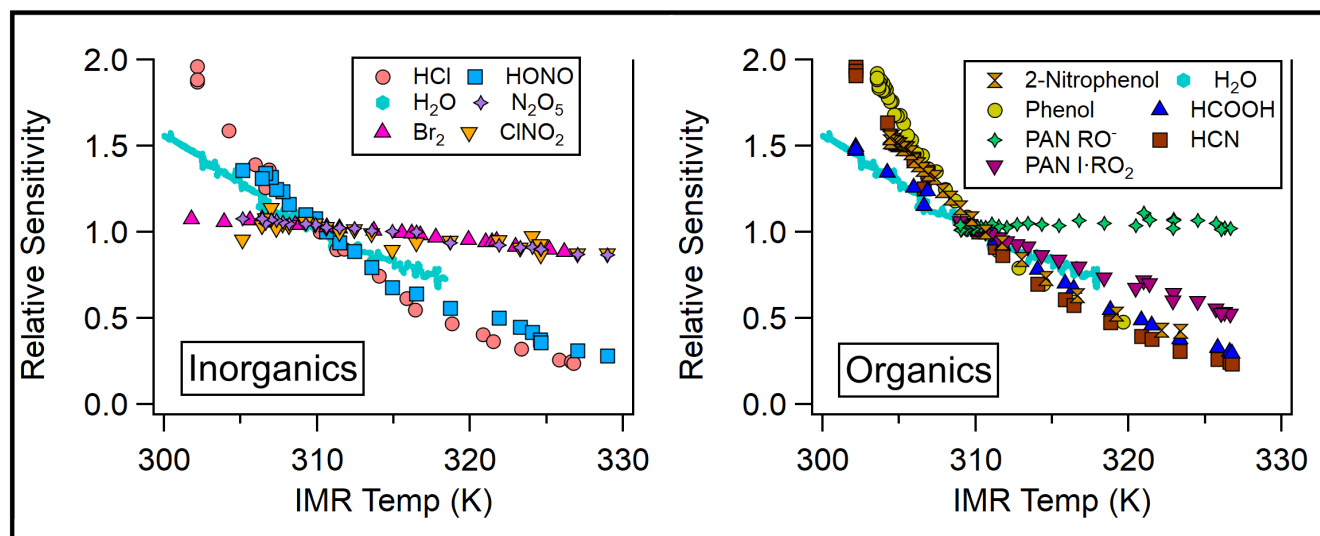 2.0
1.5
1.0
0.5
0.0
Relative Sensitivity
HCl HONO
H₂O N₂O₅
Br₂ ClNO₂
Inorganics
300 310 320 330
IMR Temp (K)
2.0
1.5
1.0
0.5
0.0
Relative Sensitivity
2-Nitrophenol H₂O
Phenol HCOOH
PAN RO⁻ HCN
PAN I·RO₂
Organics
300 310 320 330
IMR Temp (K)